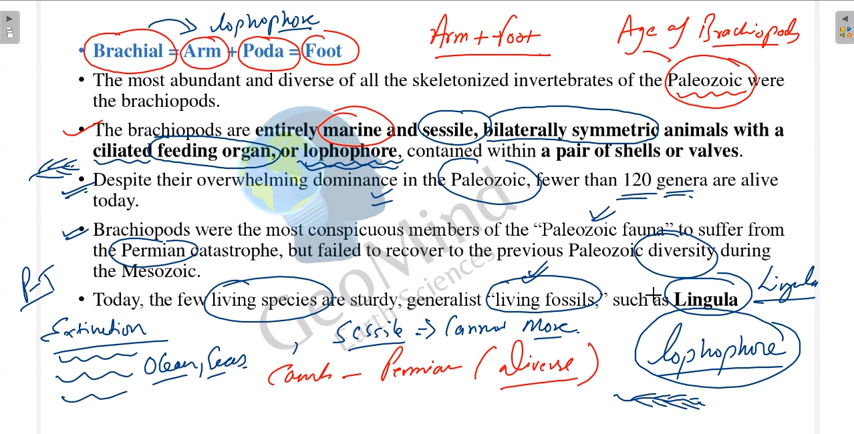 lophophore
Arm + foot
Age of Brachiopods
• Brachial = Arm + Poda = Foot
• The most abundant and diverse of all the skeletonized invertebrates of the Paleozoic were
the brachiopods.
The brachiopods are entirely marine and sessile, bilaterally symmetric animals with a
ciliated feeding organ, or lophophore, contained within a pair of shells or valves.
• Despite their overwhelming dominance in the Paleozoic, fewer than 120 genera are alive
today.
Brachiopods were the most conspicuous members of the “Paleozoic fauna” to suffer from
the Permian catastrophe, but failed to recover to the previous Paleozoic diversity during
the Mesozoic.
P-T
• Today, the few living species are sturdy, generalist “living fossils,” such as Lingula
Lingula
Extinction
Sessile => Cannot Move.
lophophore
Ocean, Seas
Camb - Permian (diverse)
GeoMind
Earth Sciences